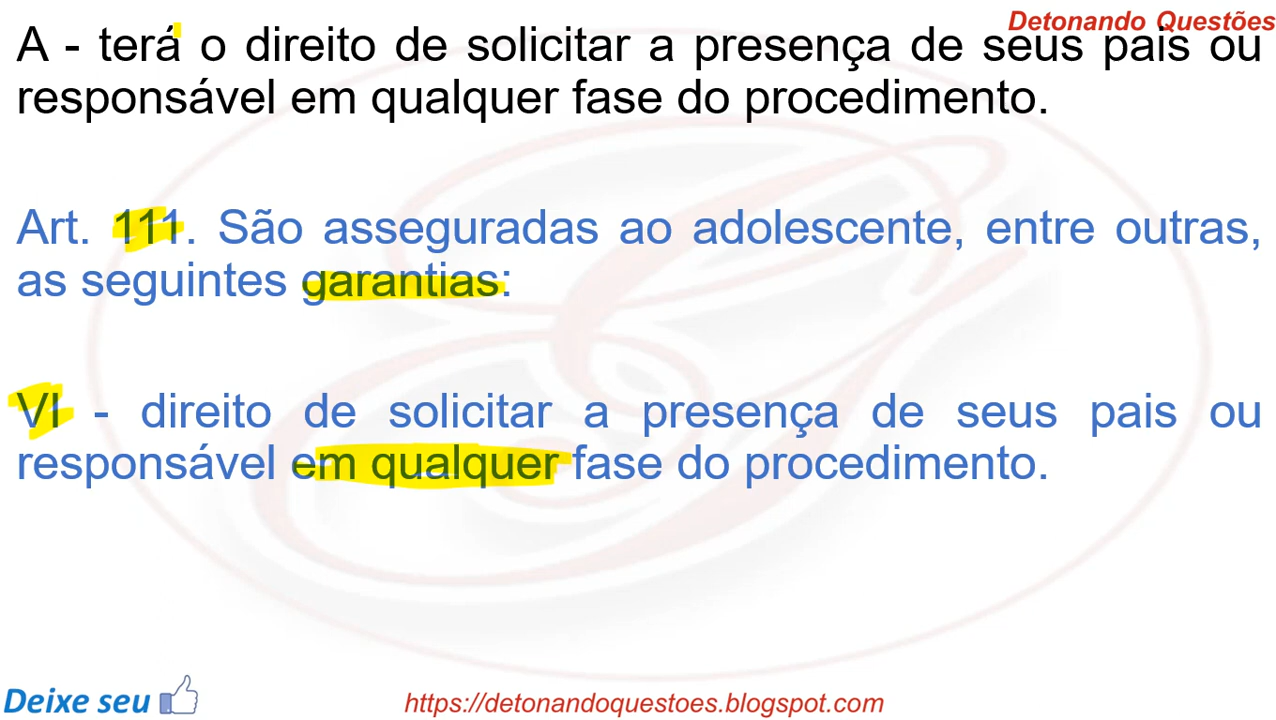 Detonando Questões
A - terá o direito de solicitar a presença de seus pais ou
responsável em qualquer fase do procedimento.
Art. 111. São asseguradas ao adolescente, entre outras,
as seguintes garantias:
VI - direito de solicitar a presença de seus pais ou
responsável em qualquer fase do procedimento.
Deixe seu
https://detonandoquestoes.blogspot.com